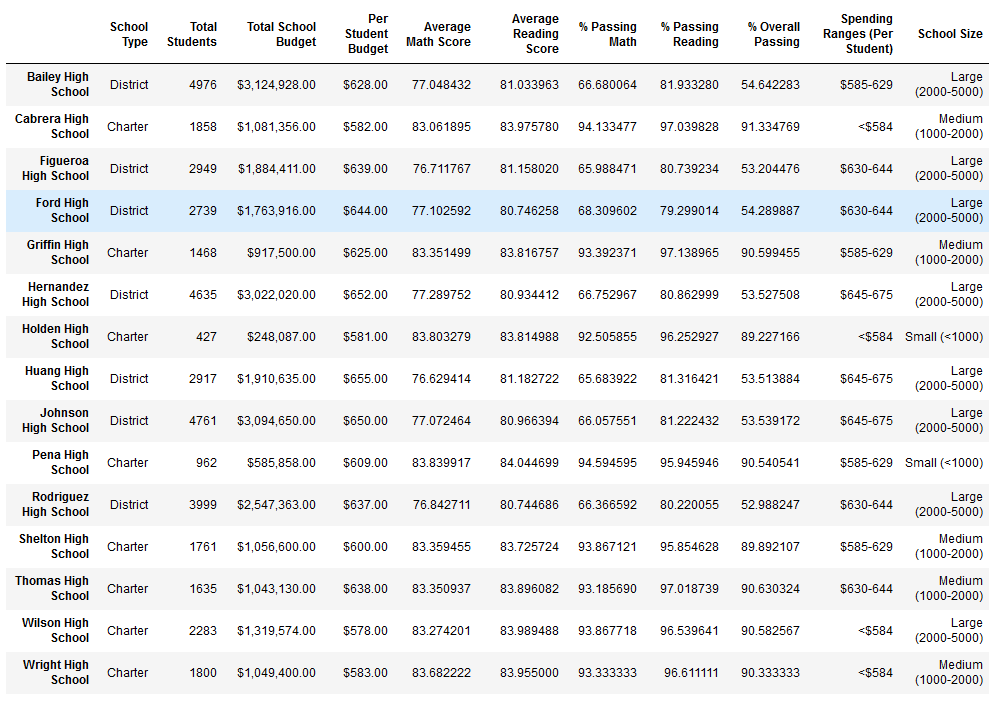 School Type Total Students Total School Budget Per Student Budget Average Math Score Average Reading Score % Passing Math % Passing Reading % Overall Passing Spending Ranges (Per Student) School Size
Bailey High School District 4976 $3,124,928.00 $628.00 77.048432 81.033963 66.680064 81.933280 54.642283 $585-629 Large (2000-5000)
Cabrera High School Charter 1858 $1,081,356.00 $582.00 83.061895 83.975780 94.133477 97.039828 91.334769 <$584 Medium (1000-2000)
Figueroa High School District 2949 $1,884,411.00 $639.00 76.711767 81.158020 65.988471 80.739234 53.204476 $630-644 Large (2000-5000)
Ford High School District 2739 $1,763,916.00 $644.00 77.102592 80.746258 68.309602 79.299014 54.289887 $630-644 Large (2000-5000)
Griffin High School Charter 1468 $917,500.00 $625.00 83.351499 83.816757 93.392371 97.138965 90.599455 $585-629 Medium (1000-2000)
Hernandez High School District 4635 $3,022,020.00 $652.00 77.289752 80.934412 66.752967 80.862999 53.527508 $645-675 Large (2000-5000)
Holden High School Charter 427 $248,087.00 $581.00 83.803279 83.814988 92.505855 96.252927 89.227166 <$584 Small (<1000)
Huang High School District 2917 $1,910,635.00 $655.00 76.629414 81.182722 65.683922 81.316421 53.513884 $645-675 Large (2000-5000)
Johnson High School District 4761 $3,094,650.00 $650.00 77.072464 80.966394 66.057551 81.222432 53.539172 $645-675 Large (2000-5000)
Pena High School Charter 962 $585,858.00 $609.00 83.839917 84.044699 94.594595 95.945946 90.540541 $585-629 Small (<1000)
Rodriguez High School District 3999 $2,547,363.00 $637.00 76.842711 80.744686 66.366592 80.220055 52.988247 $630-644 Large (2000-5000)
Shelton High School Charter 1761 $1,056,600.00 $600.00 83.359455 83.725724 93.867121 95.854628 89.892107 $585-629 Medium (1000-2000)
Thomas High School Charter 1635 $1,043,130.00 $638.00 83.350937 83.896082 93.185690 97.018739 90.630324 $630-644 Medium (1000-2000)
Wilson High School Charter 2283 $1,319,574.00 $578.00 83.274201 83.989488 93.867718 96.539641 90.582567 <$584 Large (2000-5000)
Wright High School Charter 1800 $1,049,400.00 $583.00 83.682222 83.955000 93.333333 96.611111 90.333333 <$584 Medium (1000-2000)